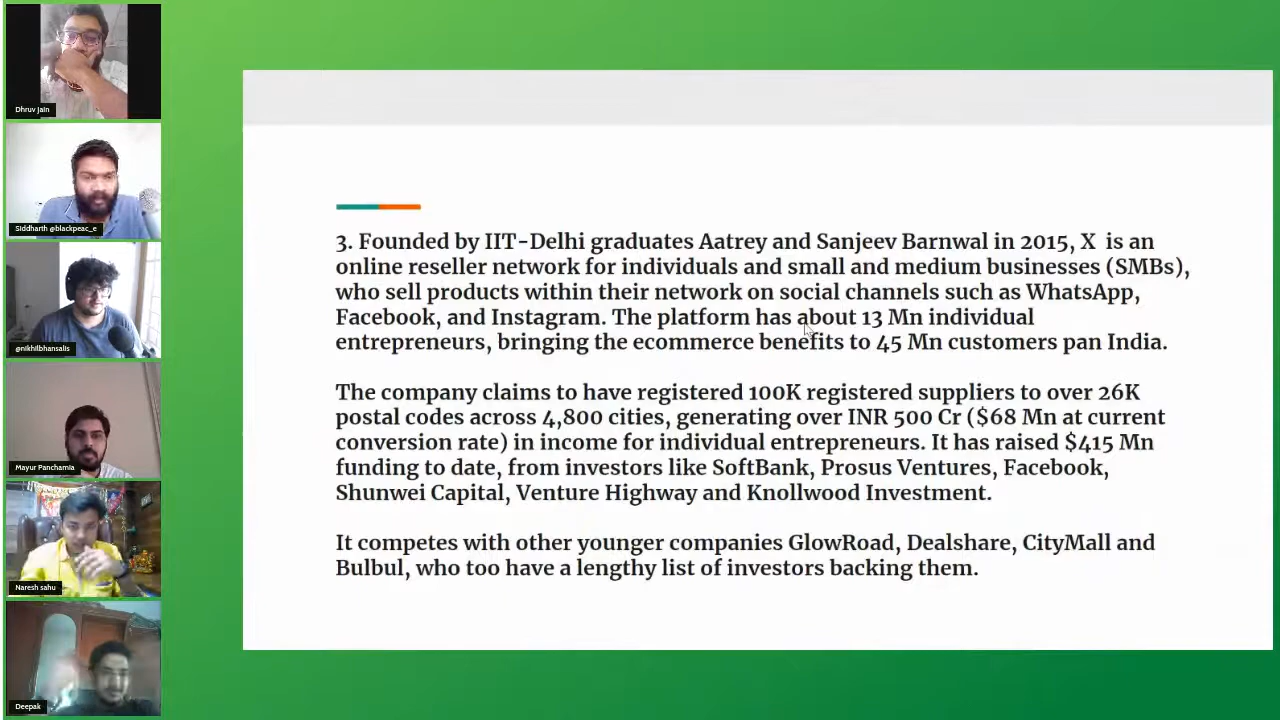 Dhruv Jain
Siddharth @blackpeac_e
@nikhilbhansalis
Mayur Panchamia
Naresh sahu
Deepak
3. Founded by IIT-Delhi graduates Aatrey and Sanjeev Barnwal in 2015, X is an
online reseller network for individuals and small and medium businesses (SMBs),
who sell products within their network on social channels such as WhatsApp,
Facebook, and Instagram. The platform has about 13 Mn individual
entrepreneurs, bringing the ecommerce benefits to 45 Mn customers pan India.
The company claims to have registered 100K registered suppliers to over 26K
postal codes across 4,800 cities, generating over INR 500 Cr ($68 Mn at current
conversion rate) in income for individual entrepreneurs. It has raised $415 Mn
funding to date, from investors like SoftBank, Prosus Ventures, Facebook,
Shunwei Capital, Venture Highway and Knollwood Investment.
It competes with other younger companies GlowRoad, Dealshare, CityMall and
Bulbul, who too have a lengthy list of investors backing them.